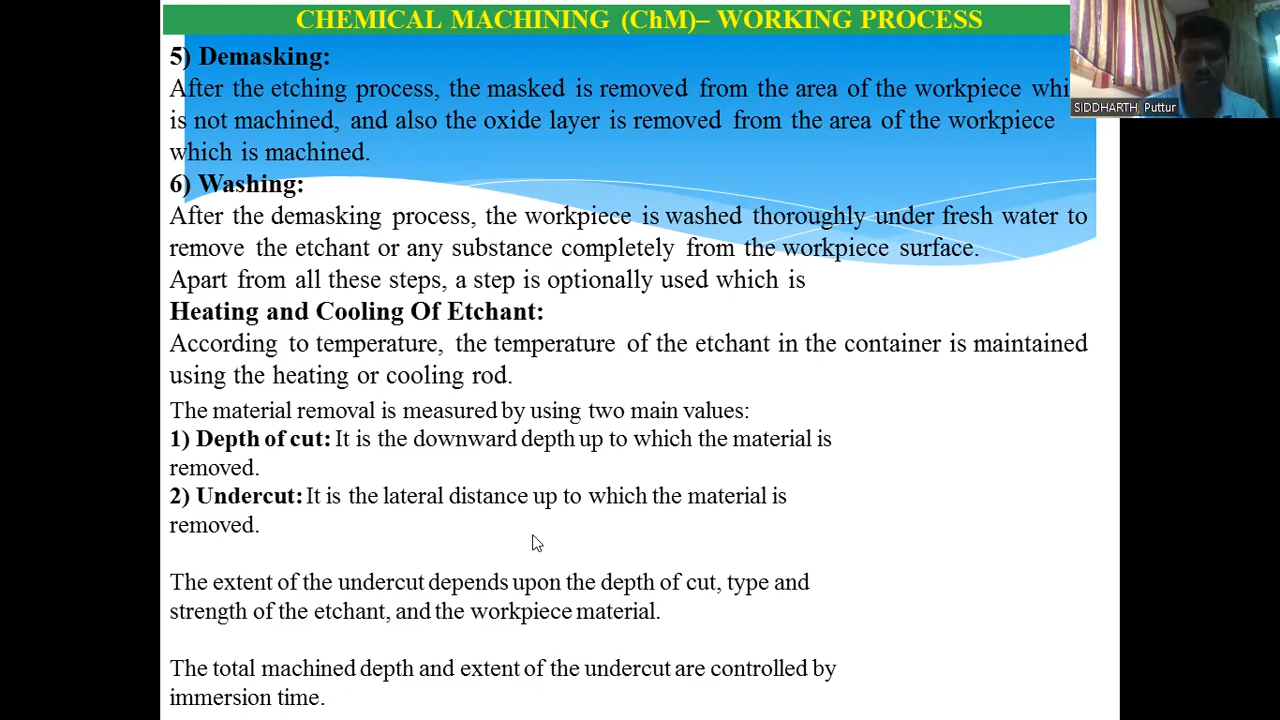 CHEMICAL MACHINING (ChM)– WORKING PROCESS
5) Demasking:
After the etching process, the masked is removed from the area of the workpiece whi
is not machined, and also the oxide layer is removed from the area of the workpiece
which is machined.
6) Washing:
After the demasking process, the workpiece is washed thoroughly under fresh water to
remove the etchant or any substance completely from the workpiece surface.
Apart from all these steps, a step is optionally used which is
Heating and Cooling Of Etchant:
According to temperature, the temperature of the etchant in the container is maintained
using the heating or cooling rod.
The material removal is measured by using two main values:
1) Depth of cut: It is the downward depth up to which the material is
removed.
2) Undercut: It is the lateral distance up to which the material is
removed.
The extent of the undercut depends upon the depth of cut, type and
strength of the etchant, and the workpiece material.
The total machined depth and extent of the undercut are controlled by
immersion time.
SIDDHARTH, Puttur